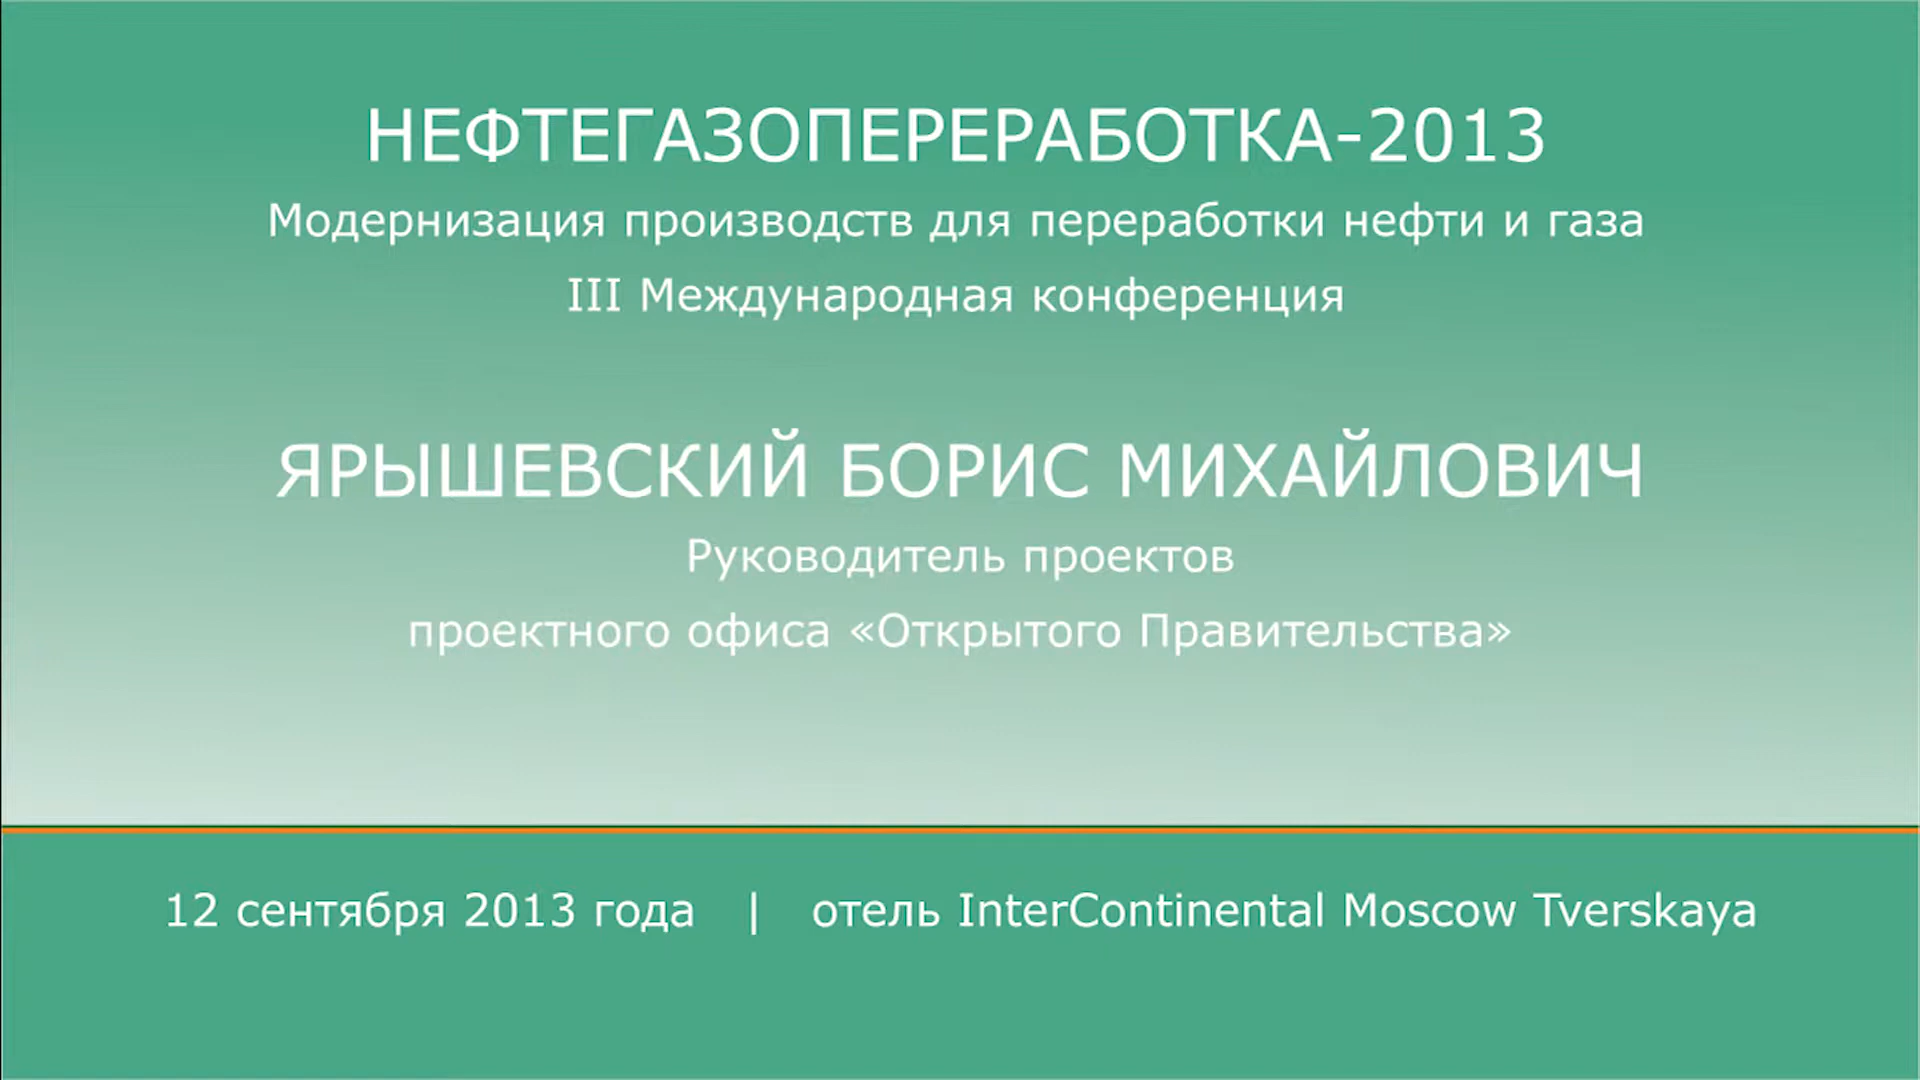 НЕФТЕГАЗОПЕРЕРАБОТКА-2013
Модернизация производств для переработки нефти и газа
III Международная конференция
ЯРЫШЕВСКИЙ БОРИС МИХАЙЛОВИЧ
Руководитель проектов
проектного офиса «Открытого Правительства»
12 сентября 2013 года | отель InterContinental Moscow Tverskaya